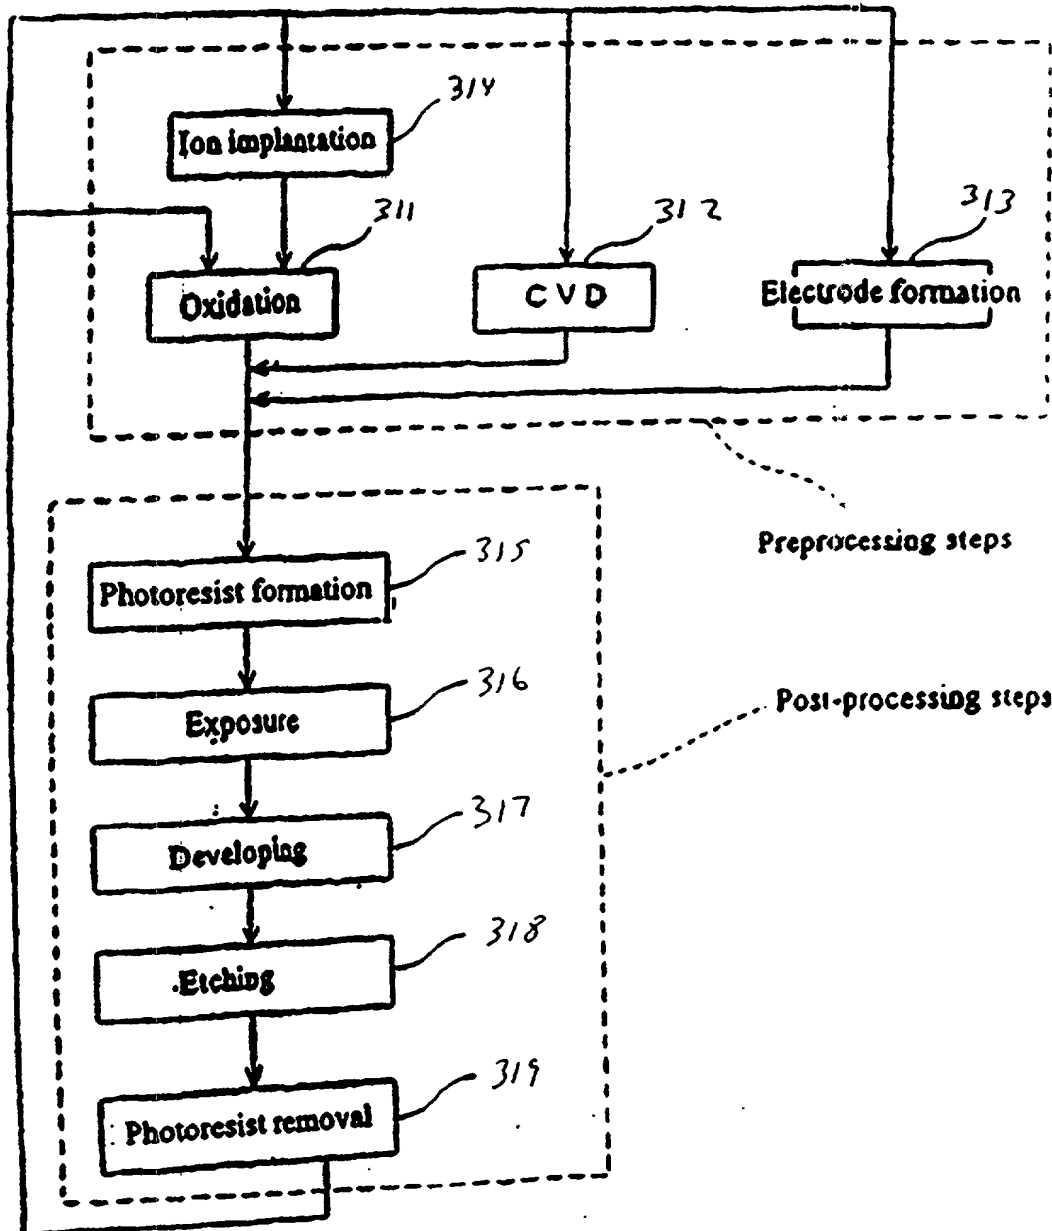 314
Ion implantation
311
312
313
Oxidation
CVD
Electrode formation
Preprocessing steps
315
Photoresist formation
316
Exposure
Post-processing steps
317
Developing
318
Etching
319
Photoresist removal